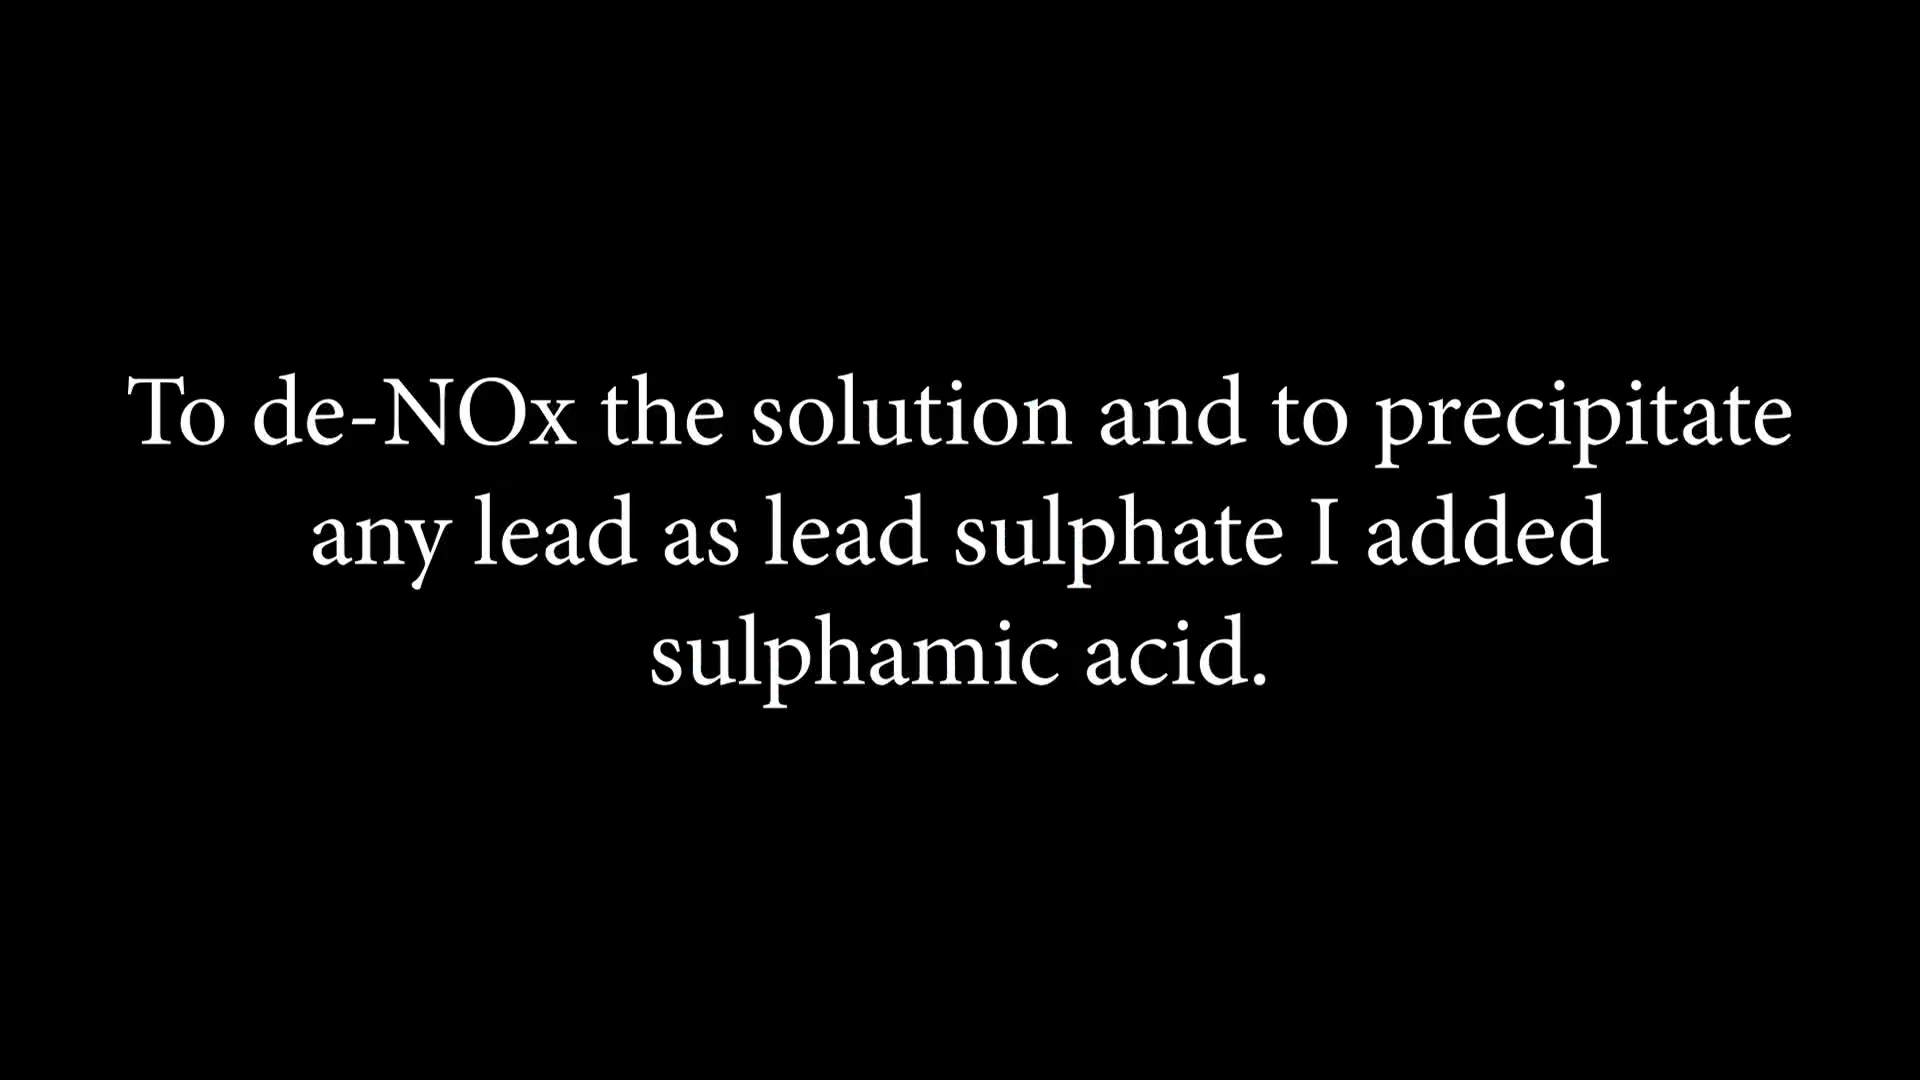 To de-NOx the solution and to precipitate
any lead as lead sulphate I added
sulphamic acid.